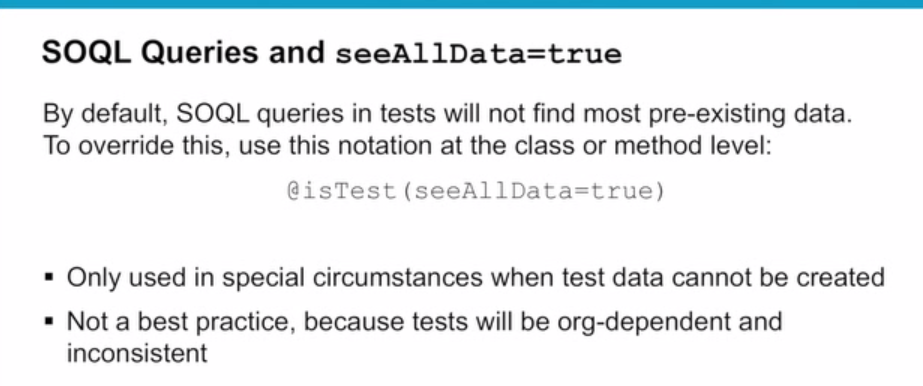 SOQL Queries and seeAllData=true
By default, SOQL queries in tests will not find most pre-existing data.
To override this, use this notation at the class or method level:
@isTest(seeAllData=true)
▪ Only used in special circumstances when test data cannot be created
▪ Not a best practice, because tests will be org-dependent and
inconsistent